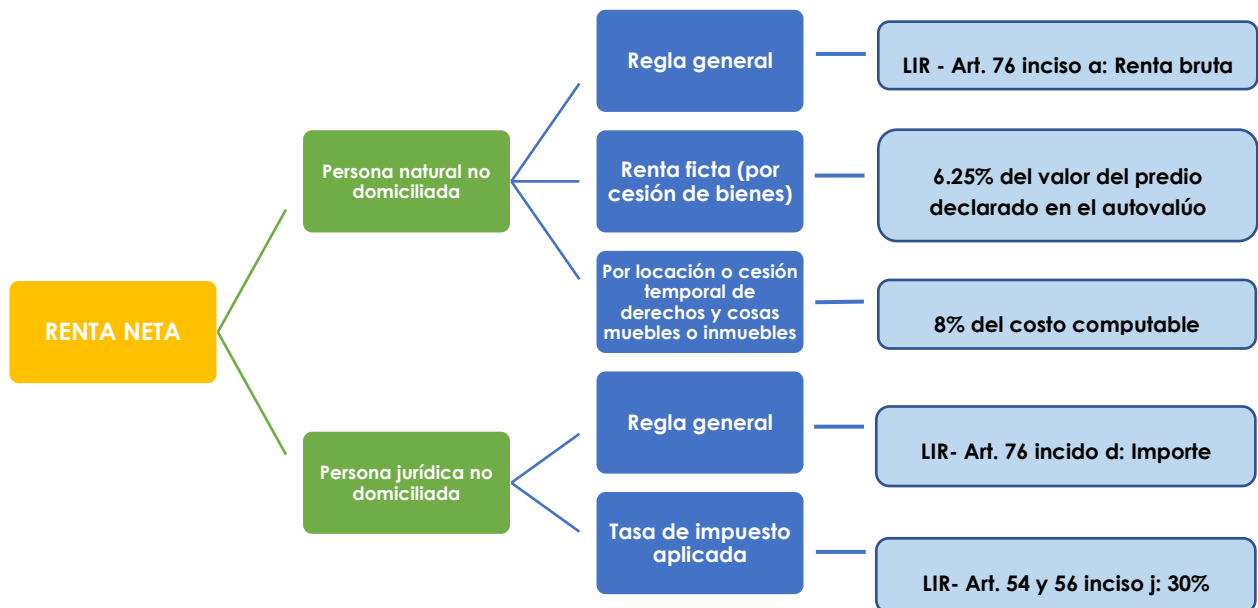 RENTA NETA
Persona natural no
domiciliada
Regla general
LIR - Art. 76 inciso a: Renta bruta
Renta ficta (por
cesión de bienes)
6.25% del valor del predio
declarado en el autovalúo
Por locación o cesión
temporal de
derechos y cosas
muebles o inmuebles
8% del costo computable
Persona jurídica no
domiciliada
Regla general
LIR- Art. 76 incido d: Importe
Tasa de impuesto
aplicada
LIR- Art. 54 y 56 inciso j: 30%